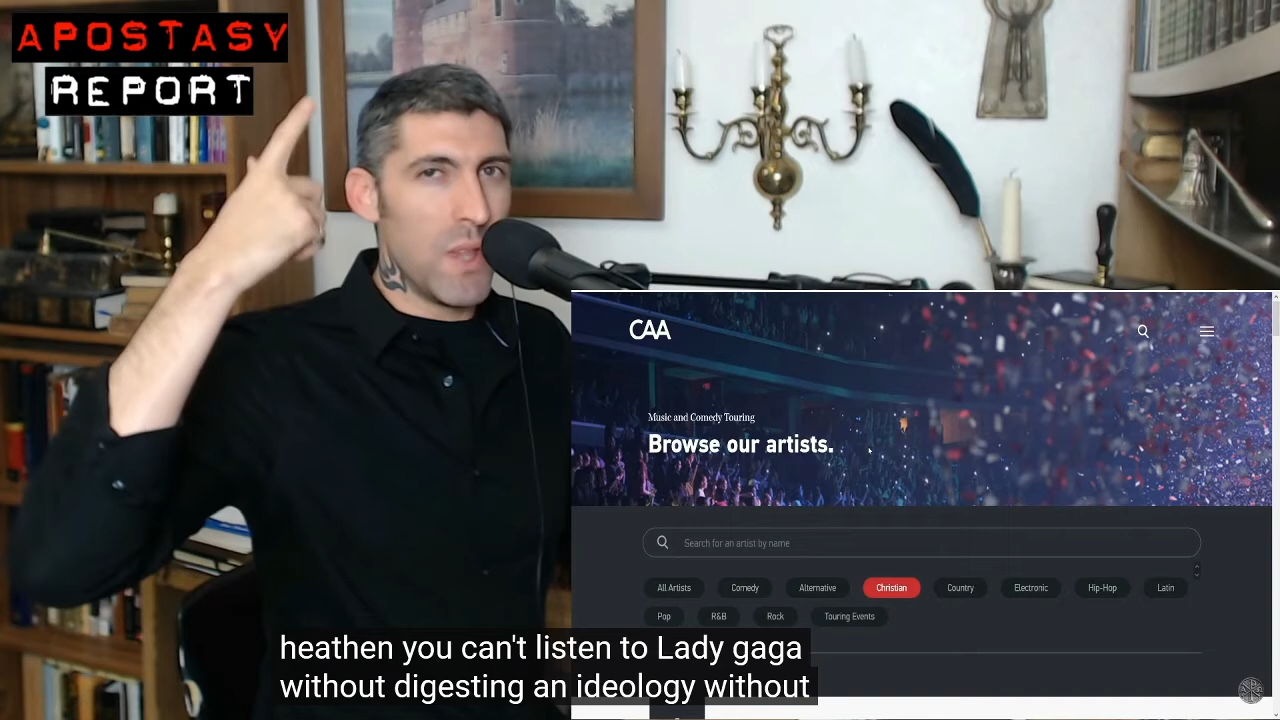 APOSTASY
REPORT
CAA
Music and Comedy Touring
Browse our artists.
Search for an artist by name
All Artists Comedy Alternative Christian Country Electronic Hip-Hop Latin
Pop R&B Rock Touring Events
heathen you can't listen to Lady gaga
without digesting an ideology without